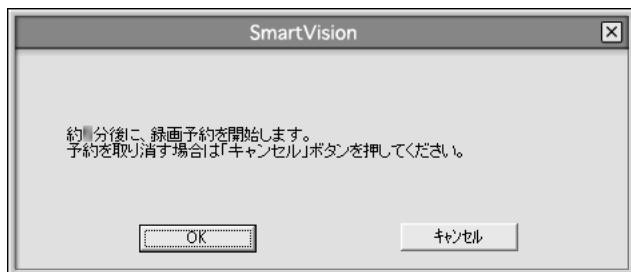 SmartVision
約分後に、録画予約を開始します。
予約を取り消す場合は「キャンセル」ボタンを押してください。
OK
キャンセル